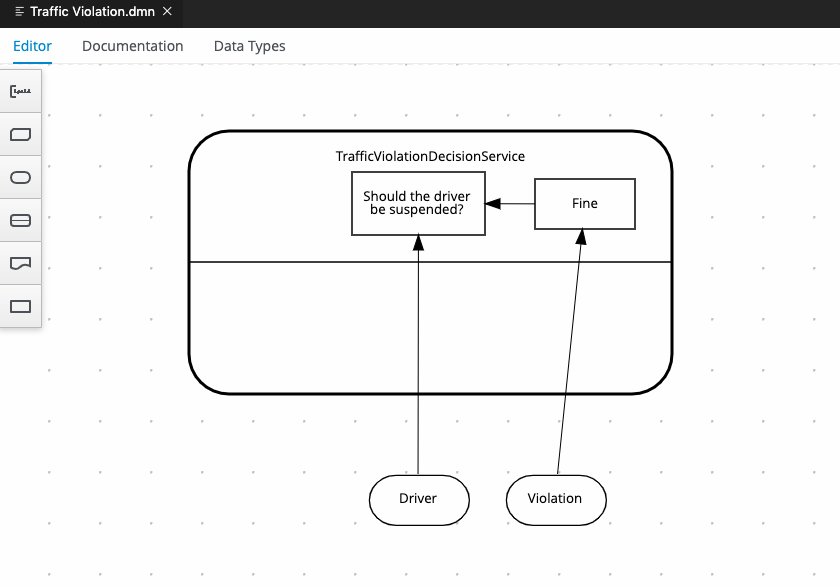 Traffic Violation.dmn
Editor
Documentation
Data Types
TrafficViolationDecisionService
Should the driver
be suspended?
Fine
Driver
Violation